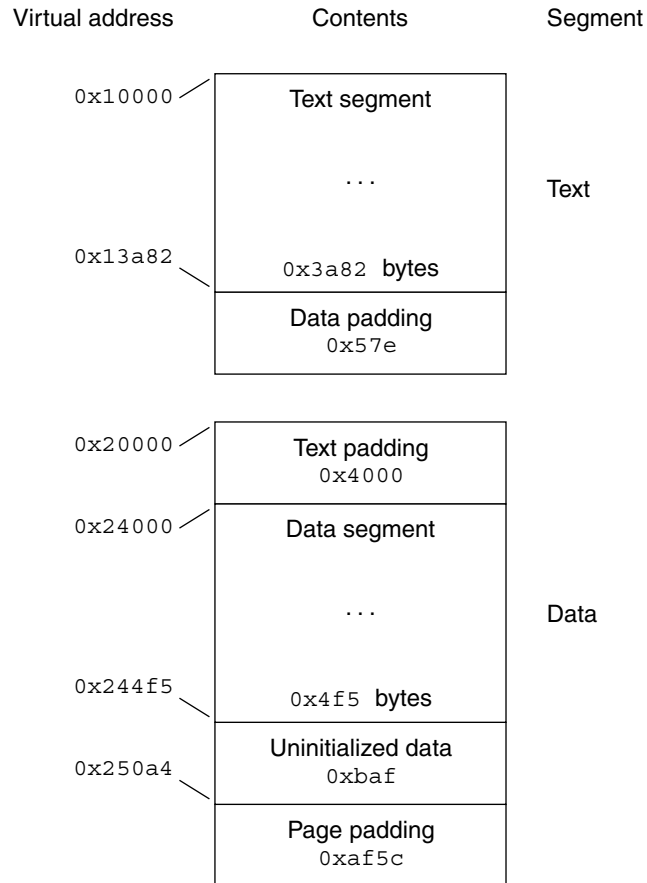 Virtual address Contents Segment
0x10000
Text segment
...
Text
0x13a82
0x3a82 bytes
Data padding
0x57e
0x20000
Text padding
0x4000
0x24000
Data segment
...
Data
0x244f5
0x4f5 bytes
Uninitialized data
0x250a4
0xbaf
Page padding
0xaf5c